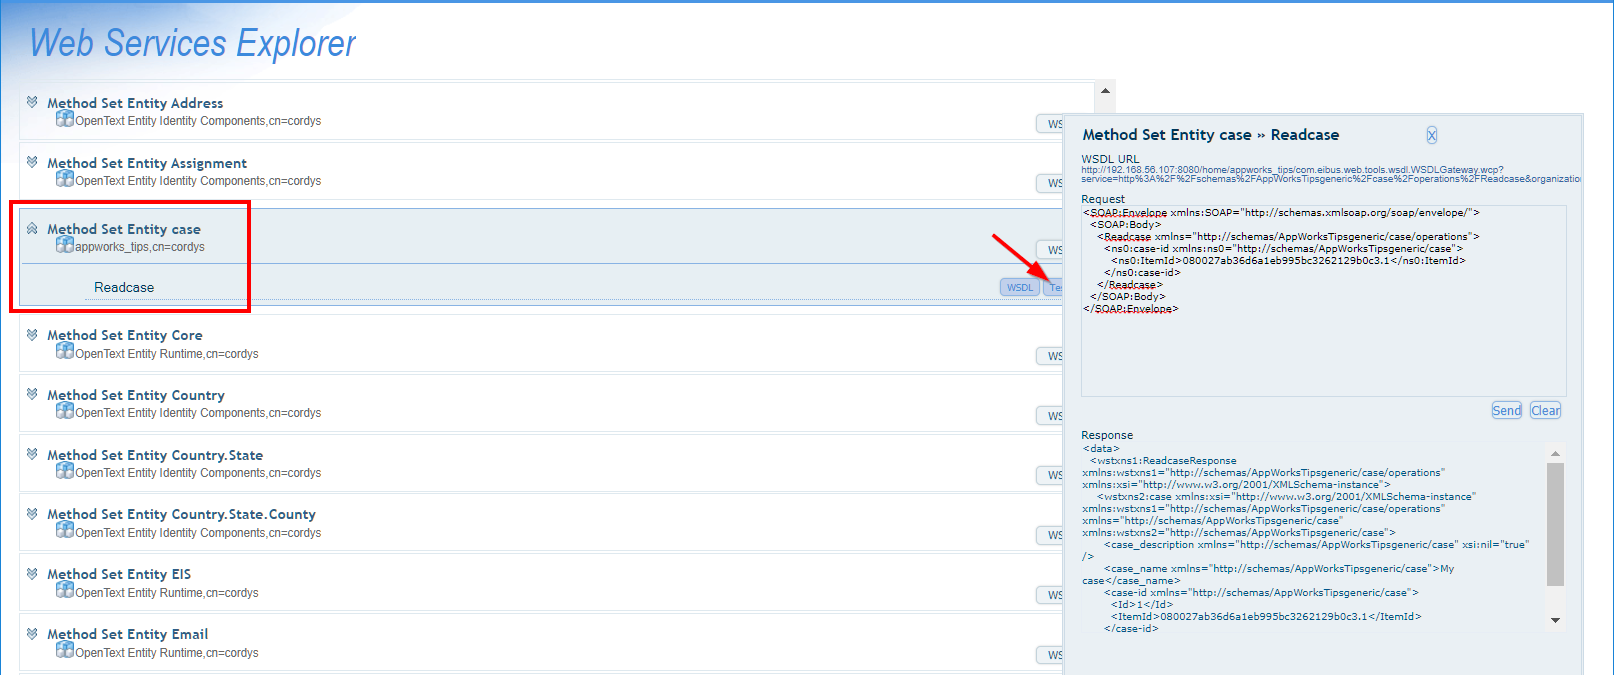 Web Services Explorer
Method Set Entity Address
OpenText Entity Identity Components,cn=cordys
Method Set Entity Assignment
OpenText Entity Identity Components,cn=cordys
Method Set Entity case
appworks_tips,cn=cordys
Readcase
WSDL
Method Set Entity Core
OpenText Entity Runtime,cn=cordys
Method Set Entity Country
OpenText Entity Identity Components,cn=cordys
Method Set Entity Country.State
OpenText Entity Identity Components,cn=cordys
Method Set Entity Country.State.County
OpenText Entity Identity Components,cn=cordys
Method Set Entity EIS
OpenText Entity Runtime,cn=cordys
Method Set Entity Email
OpenText Entity Runtime,cn=cordys
Method Set Entity case » Readcase
X
WSDL URL
http://192.168.56.107:8080/home/appworks_tips/com.eibus.web.tools.wsdl.WSDLGateway.wcp?
service=http%3A%2F%2Fschemas%2FAppWorksTipsgeneric%2Fcase%2Foperations%2FReadcase&organization
Request
<SOAP:Envelope xmlns:SOAP="http://schemas.xmlsoap.org/soap/envelope/">
<SOAP:Body>
<Readcase xmlns="http://schemas/AppWorksTipsgeneric/case/operations">
<ns0:case-id xmlns:ns0="http://schemas/AppWorksTipsgeneric/case">
<ns0:ItemId>080027ab36d6a1eb995bc3262129b0c3.1</ns0:ItemId>
</ns0:case-id>
</Readcase>
</SOAP:Body>
</SOAP:Envelope>
Send Clear
Response
<data>
<wstxns1:ReadcaseResponse
xmlns:wstxns1="http://schemas/AppWorksTipsgeneric/case/operations"
xmlns:xsi="http://www.w3.org/2001/XMLSchema-instance">
<wstxns2:case xmlns:xsi="http://www.w3.org/2001/XMLSchema-instance"
xmlns:wstxns1="http://schemas/AppWorksTipsgeneric/case/operations"
xmlns="http://schemas/AppWorksTipsgeneric/case"
xmlns:wstxns2="http://schemas/AppWorksTipsgeneric/case">
<case_description xmlns="http://schemas/AppWorksTipsgeneric/case" xsi:nil="true"
/>
<case_name xmlns="http://schemas/AppWorksTipsgeneric/case">My
case</case_name>
<case-id xmlns="http://schemas/AppWorksTipsgeneric/case">
<Id>1</Id>
<ItemId>080027ab36d6a1eb995bc3262129b0c3.1</ItemId>
</case-id>